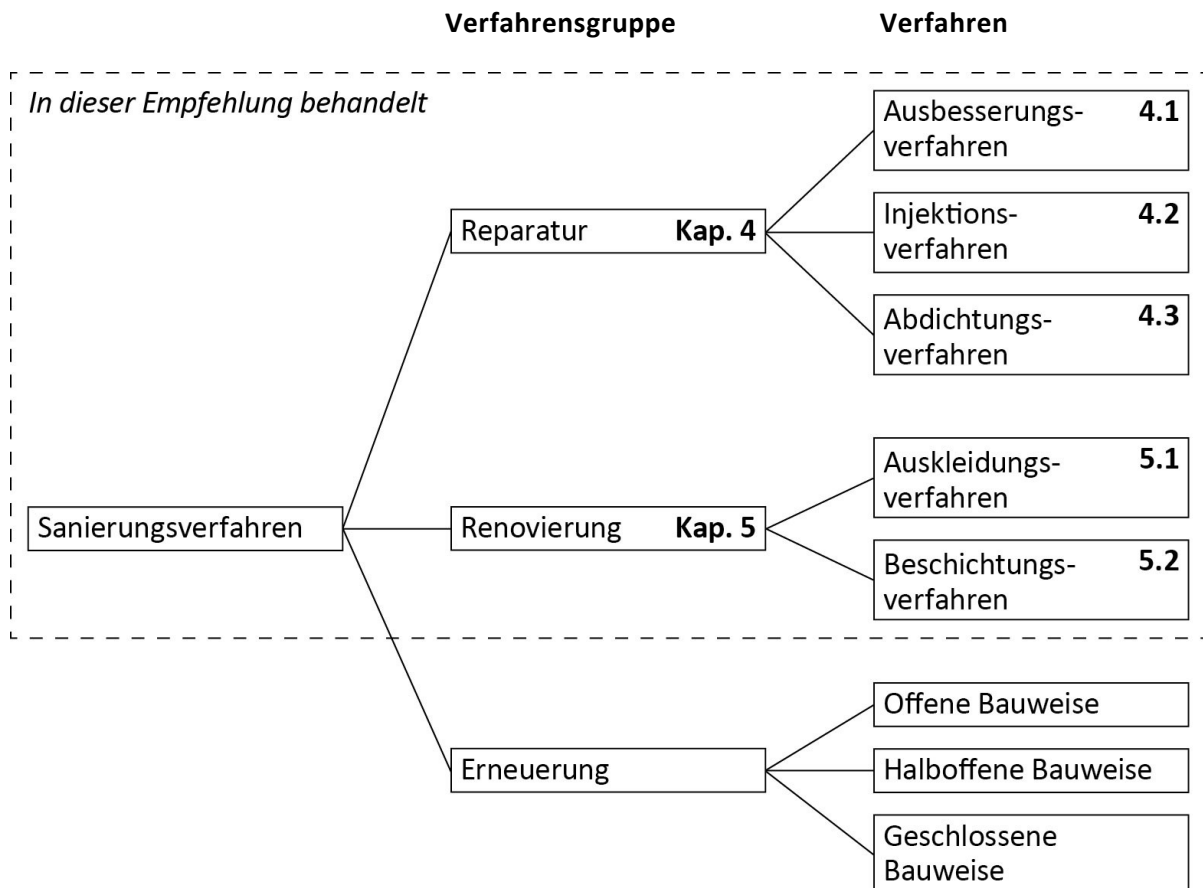 Verfahrensgruppe Verfahren
In dieser Empfehlung behandelt
Ausbesserungs- 4.1
verfahren
Reparatur Kap. 4
Injektions- 4.2
verfahren
Abdichtungs- 4.3
verfahren
Sanierungsverfahren
Renovierung Kap. 5
Auskleidungs- 5.1
verfahren
Beschichtungs- 5.2
verfahren
Erneuerung
Offene Bauweise
Halboffene Bauweise
Geschlossene
Bauweise